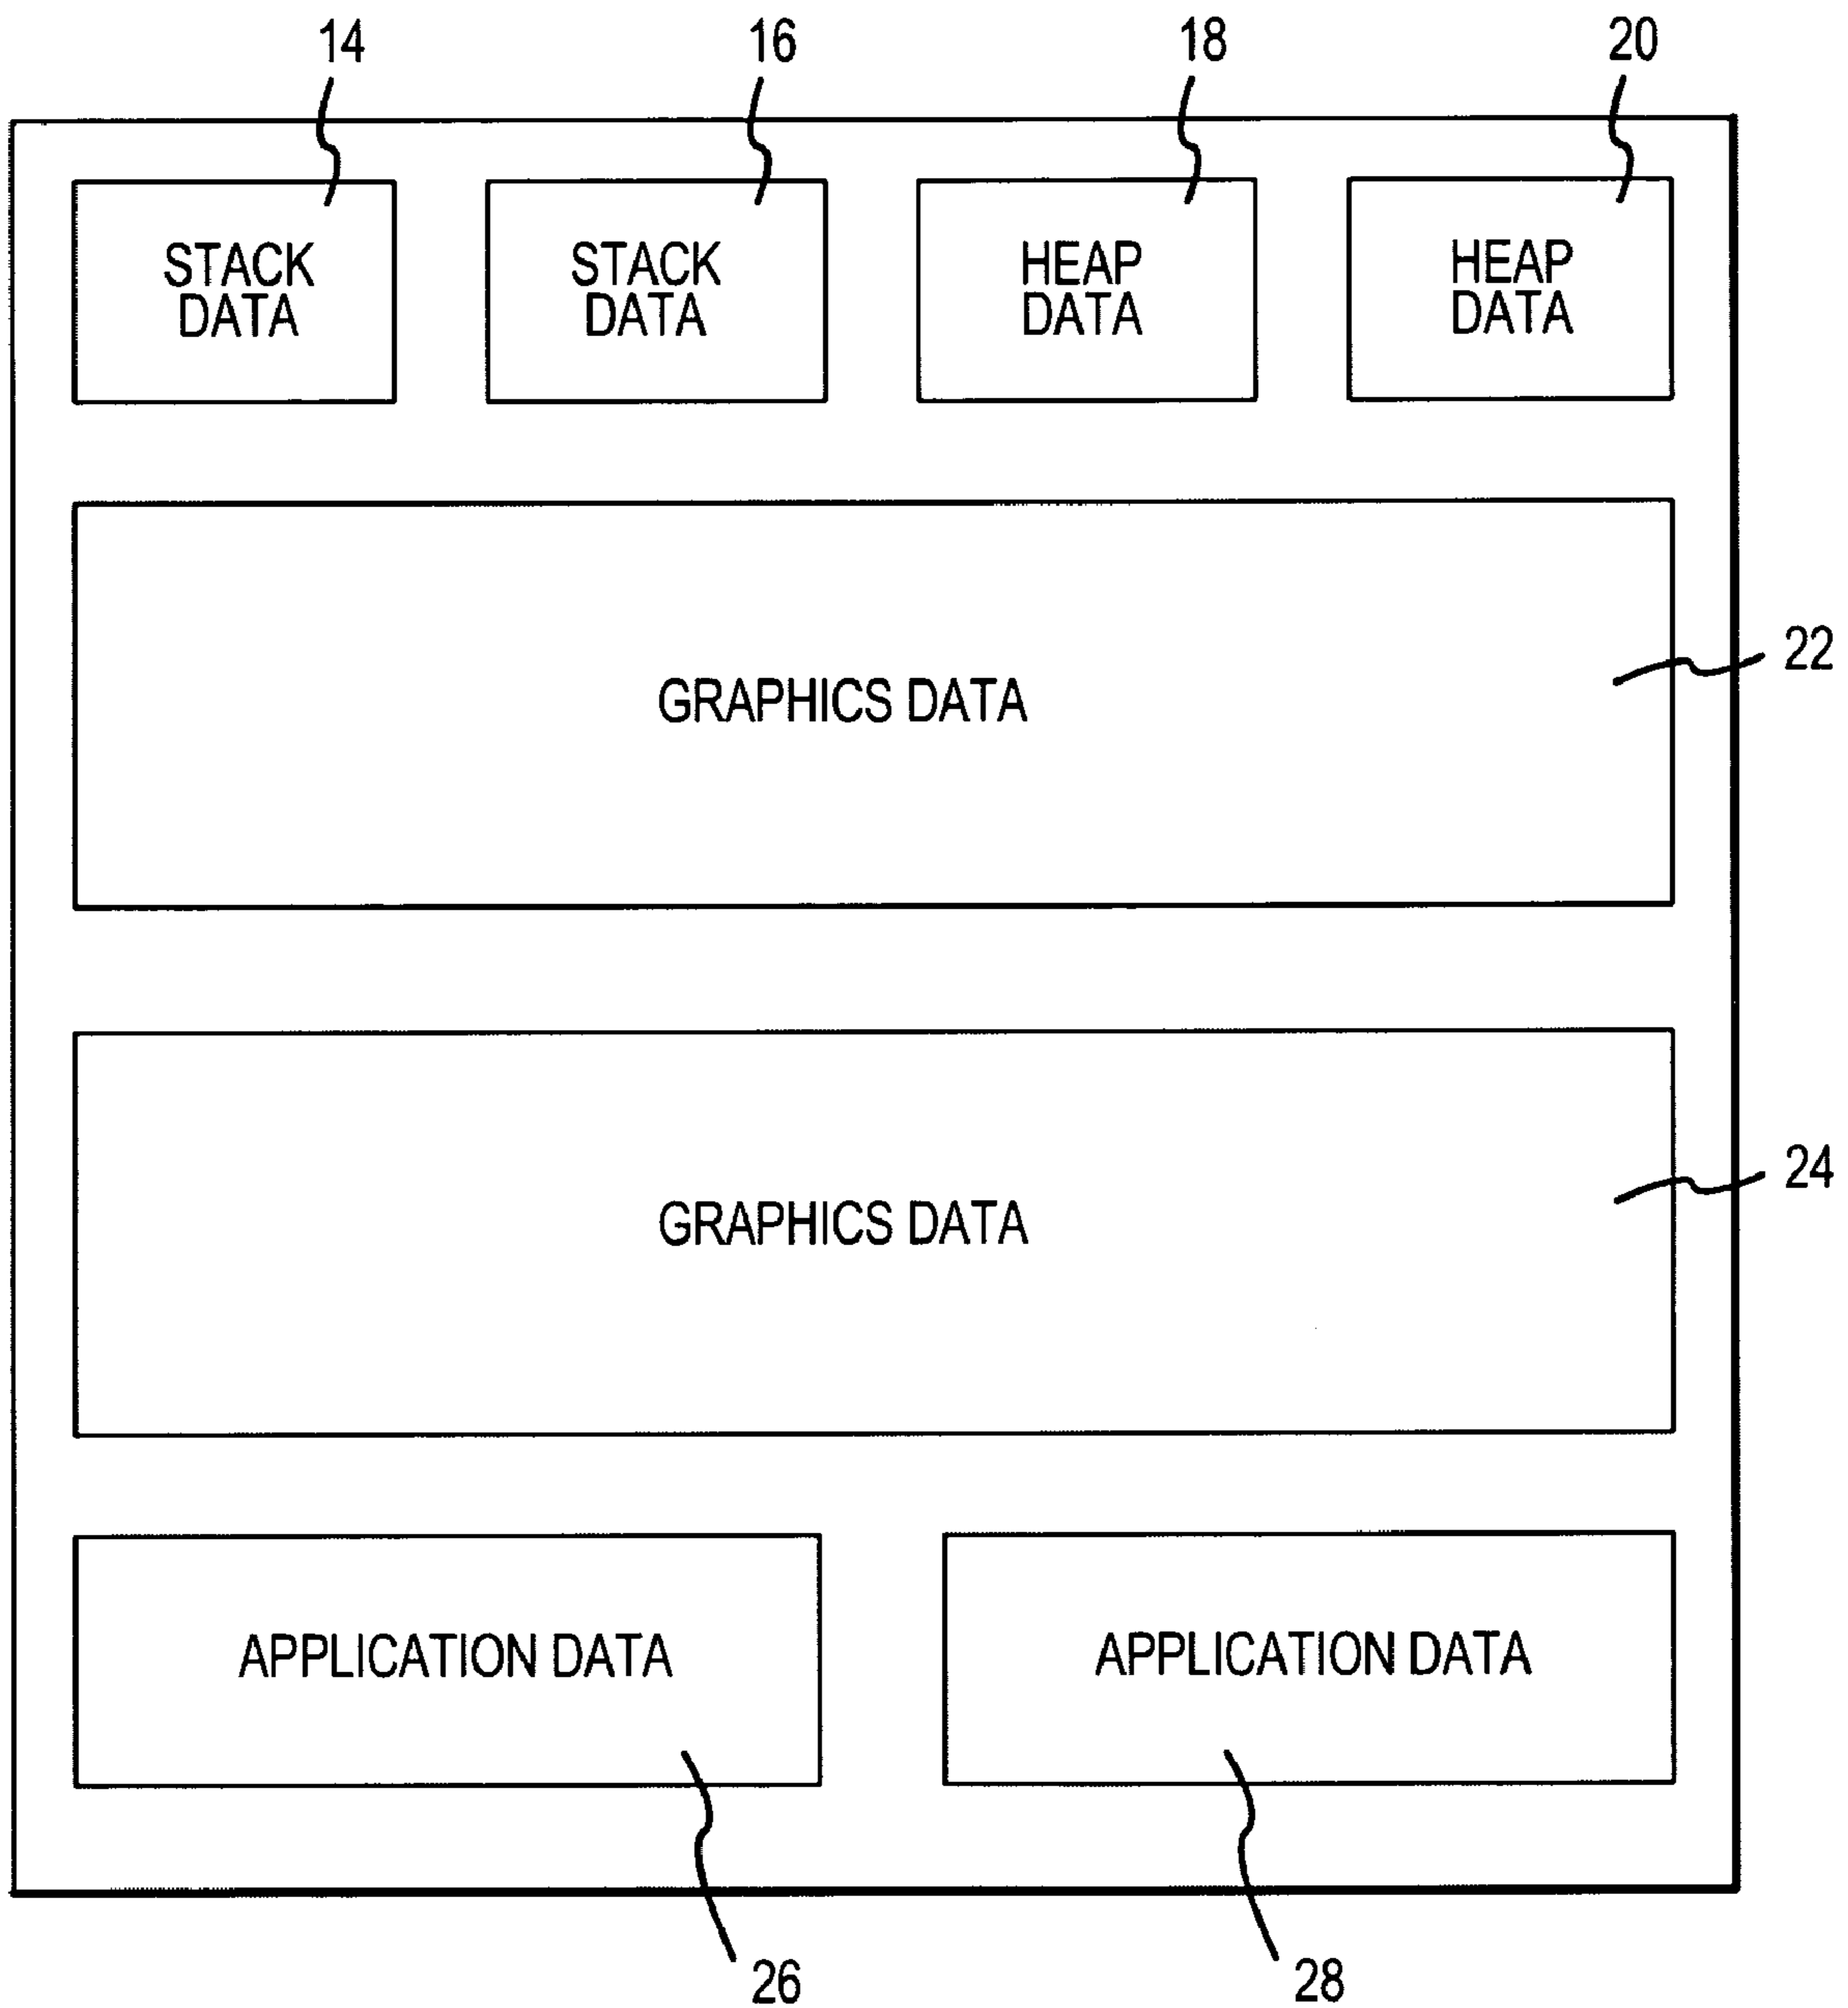 14 16 18 20
STACK DATA
STACK DATA
HEAP DATA
HEAP DATA
GRAPHICS DATA
22
GRAPHICS DATA
24
APPLICATION DATA
APPLICATION DATA
26 28